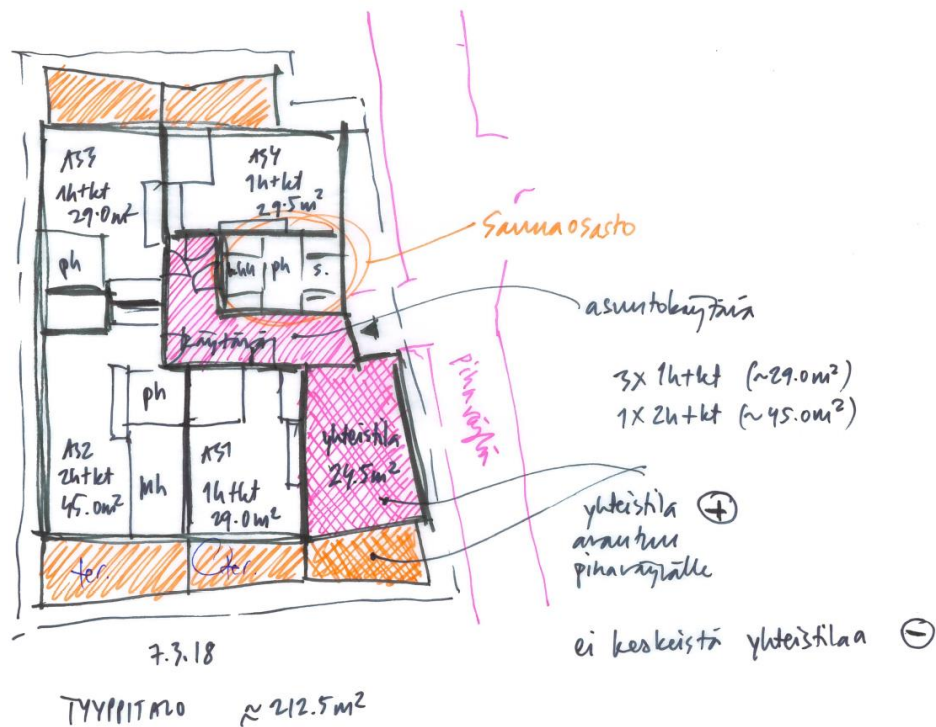 AS3
1h+kt
29.0m²
AS4
1h+kt
29.5m²
Saunaosasto
ph
khh
ph
s.
asuntokäytävä
käytävä
3x 1h+kt (~29.0m²)
1x 2h+kt (~45.0m²)
pihaväylä
ph
AS2
2h+kt
45.0m²
Mh
AS1
1h+kt
29.0m²
yhteistila
24.5m²
yhteistila +
avautuu
pihaväylälle
ter.
ter.
ei keskeistä yhteistilaa -
7.3.18
TYYPPITALO ≈ 212.5m²